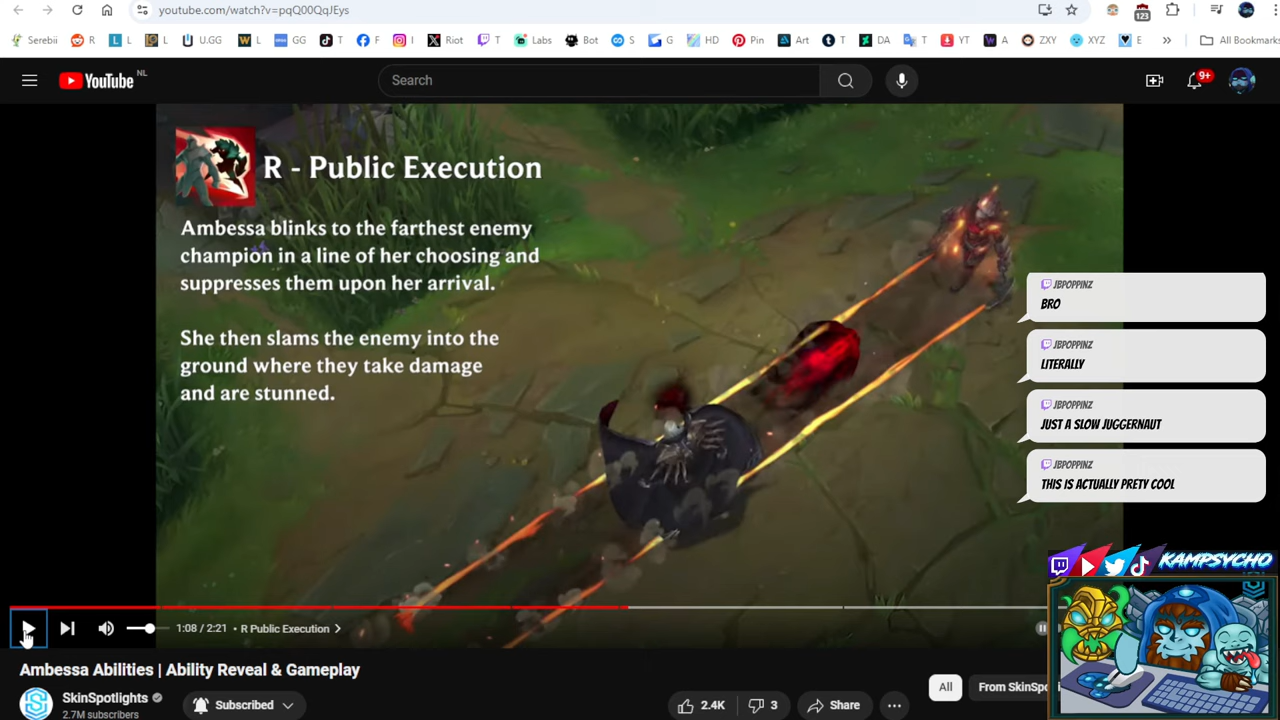 youtube.com/watch?v=pqQ00QqJEys
123
Serebii R L L U.GG L GG T F I Riot T Labs Bot S G HD Pin Art T DA T YT A ZXY XYZ E » All Bookmarks
YouTube NL
Search
9+
R - Public Execution
Ambessa blinks to the farthest enemy
champion in a line of her choosing and
suppresses them upon her arrival.
She then slams the enemy into the
ground where they take damage
and are stunned.
JBPOPPINZ
BRO
JBPOPPINZ
LITERALLY
JBPOPPINZ
JUST A SLOW JUGGERNAUT
JBPOPPINZ
THIS IS ACTUALLY PRETY COOL
KAMPSYCHO
1:08 / 2:21 • R Public Execution >
Ambessa Abilities | Ability Reveal & Gameplay
SkinSpotlights
2.7M subscribers
Subscribed
2.4K
3
Share
...
All
From SkinSpo